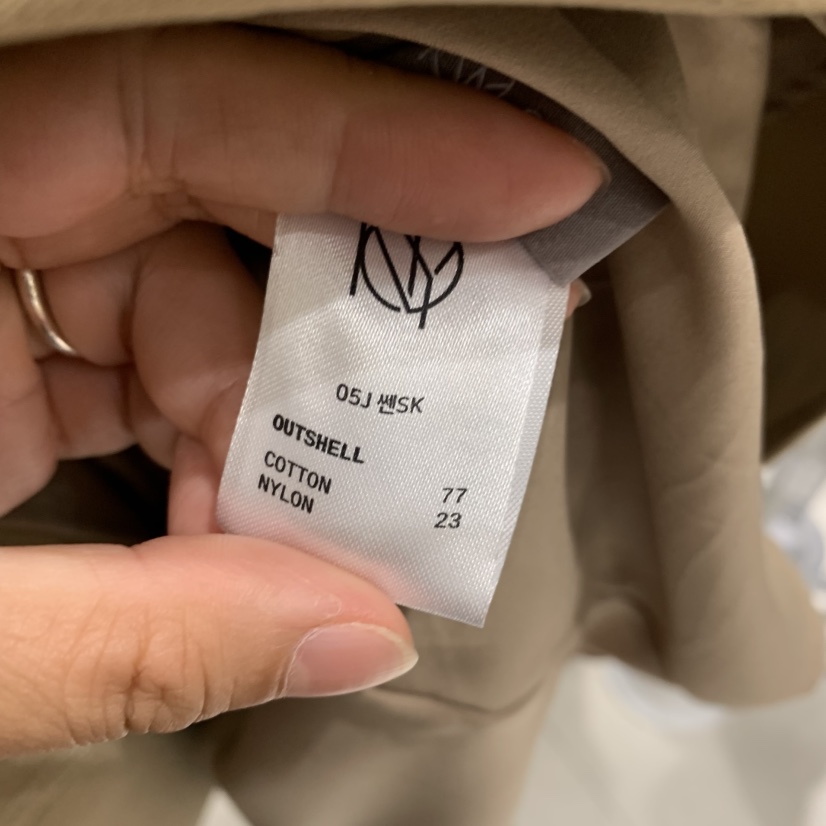 05J 쎈SK
OUTSHELL
COTTON 77
NYLON 23